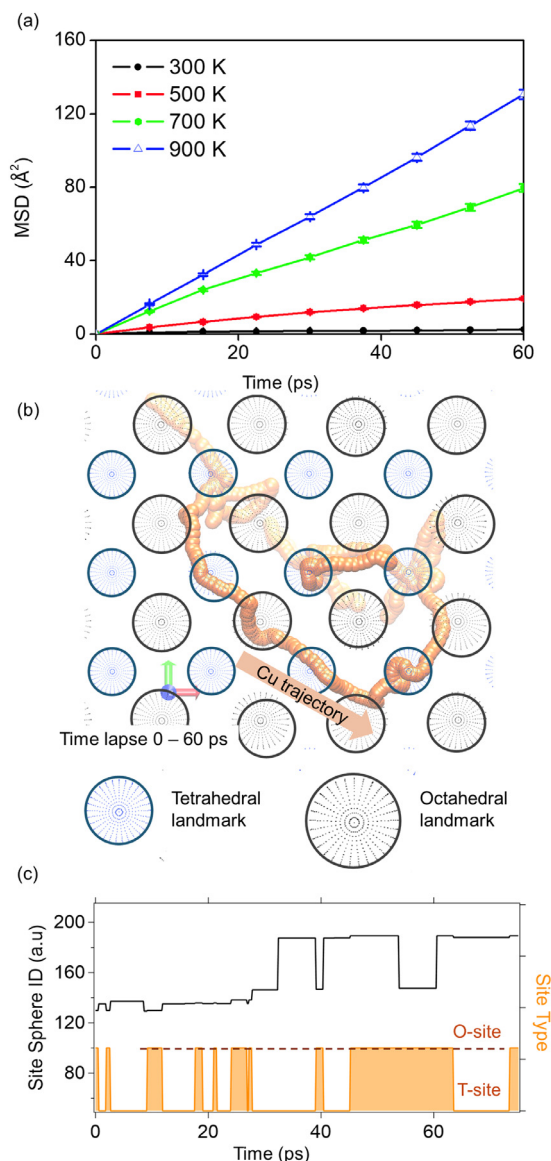 (a)
160
120
80
40
0
MSD (Å²)
300 K
500 K
700 K
900 K
0
20
40
60
Time (ps)
(b)
Cu trajectory
Time lapse 0 – 60 ps
Tetrahedral
landmark
Octahedral
landmark
(c)
200
160
120
80
Site Sphere ID (a.u)
Site Type
O-site
T-site
0
20
40
60
Time (ps)